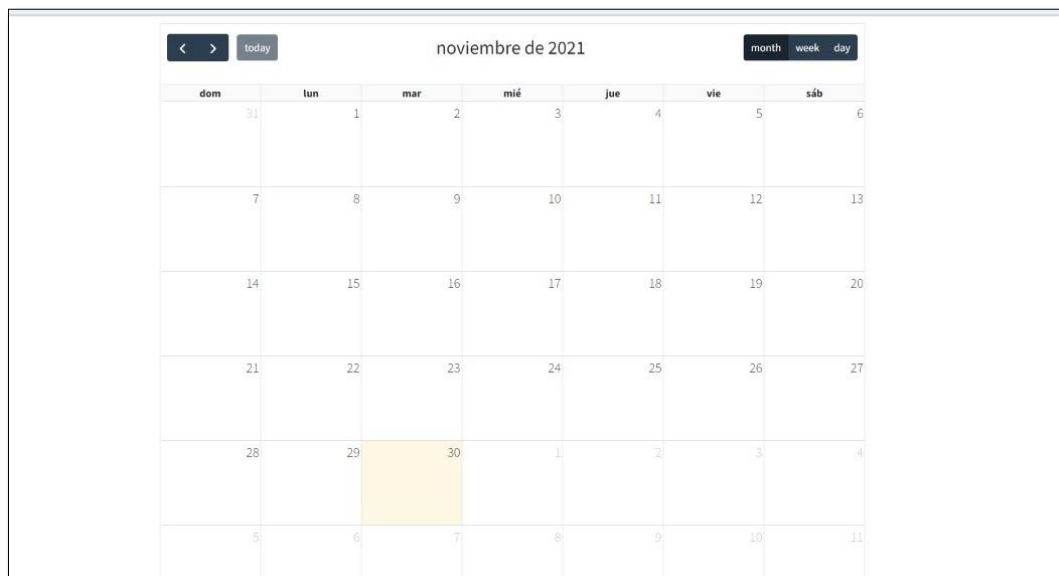 today noviembre de 2021 month week day
dom lun mar mié jue vie sáb
31 1 2 3 4 5 6
7 8 9 10 11 12 13
14 15 16 17 18 19 20
21 22 23 24 25 26 27
28 29 30 1 2 3 4
5 6 7 8 9 10 11